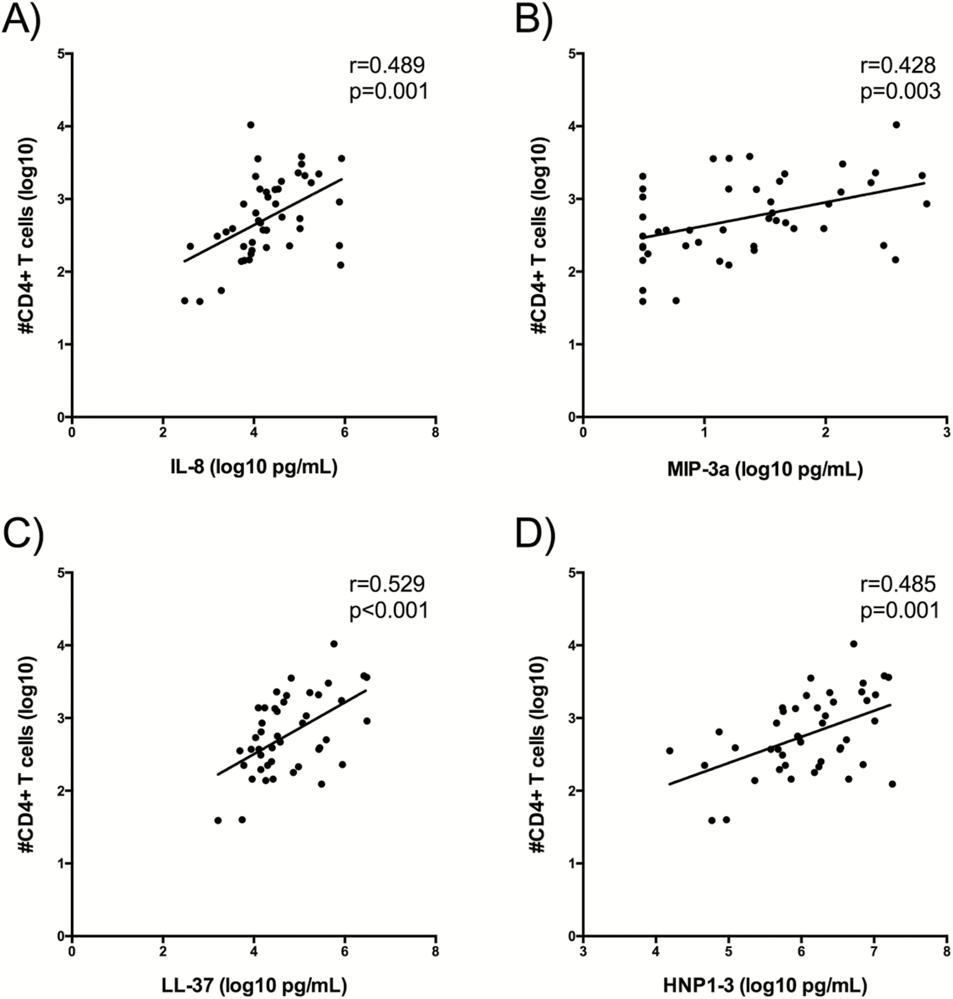 A)
r=0.489
p=0.001
#CD4+ T cells (log10)
5
4
3
2
1
0
0 2 4 6 8
IL-8 (log10 pg/mL)
B)
r=0.428
p=0.003
#CD4+ T cells (log10)
5
4
3
2
1
0
0 1 2 3
MIP-3a (log10 pg/mL)
C)
r=0.529
p<0.001
#CD4+ T cells (log10)
5
4
3
2
1
0
0 2 4 6 8
LL-37 (log10 pg/mL)
D)
r=0.485
p=0.001
#CD4+ T cells (log10)
5
4
3
2
1
0
3 4 5 6 7 8
HNP1-3 (log10 pg/mL)